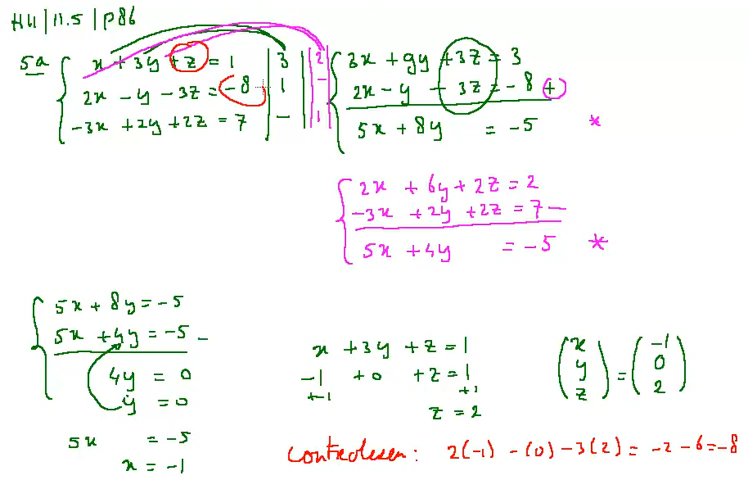 H4 | 11.5 | p86
5a
x + 3y + z = 1 | 3 | 2
2x - y - 3z = -8 | 1 | -
-3x + 2y + 2z = 7 | - | 1
3x + 9y + 3z = 3
2x - y - 3z = -8 +
5x + 8y = -5 *
2x + 6y + 2z = 2
-3x + 2y + 2z = 7 -
5x + 4y = -5 *
5x + 8y = -5
5x + 4y = -5 -
4y = 0
y = 0
5x = -5
x = -1
x + 3y + z = 1
-1 + 0 + z = 1
+1 +1
z = 2
(x y z) = (-1 0 2)
Controleren: 2(-1) - (0) - 3(2) = -2 - 6 = -8